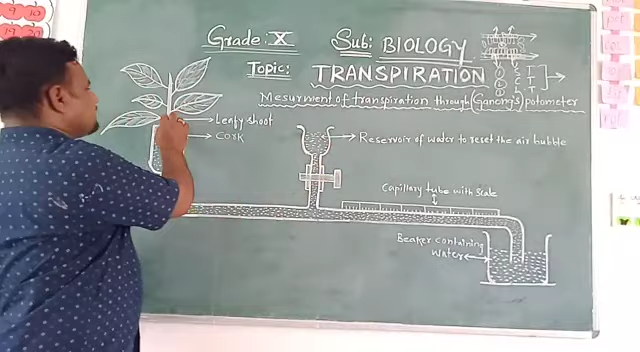 Grade: X Sub: BIOLOGY
Topic: TRANSPIRATION
Mesurment of transpiration through (Ganong's) potometer
Leafy shoot
Cork
Reservoir of water to reset the air bubble
Capillary tube with scale
Beaker containing
water